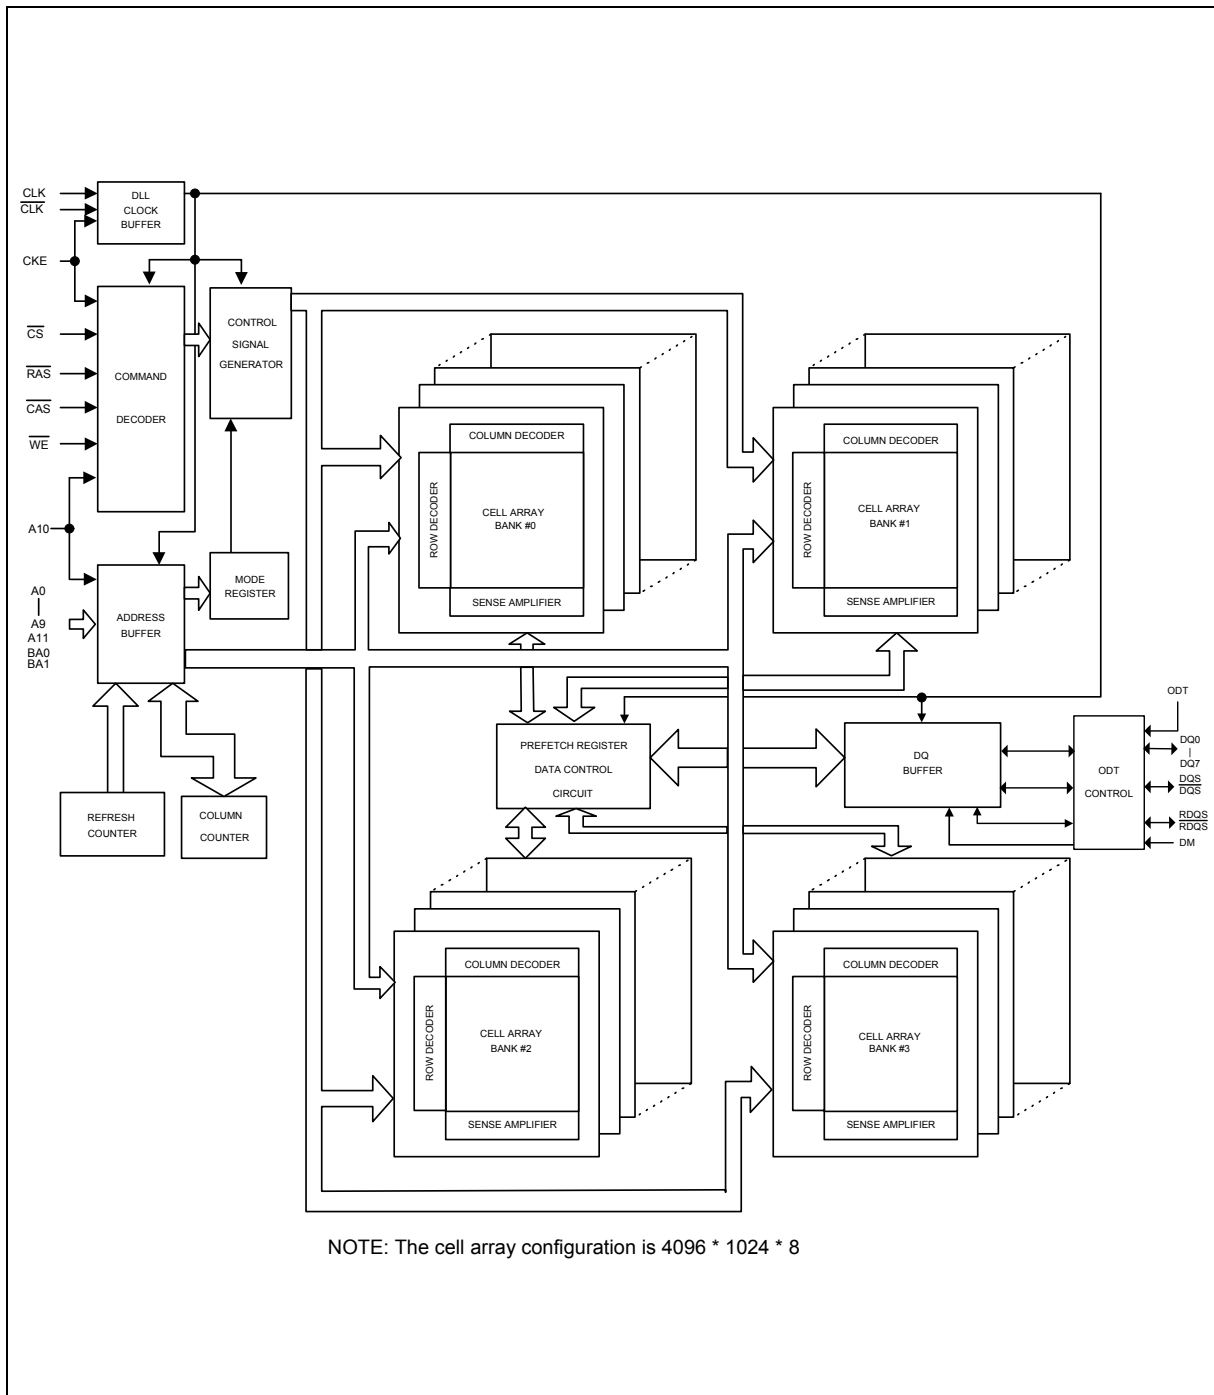 CLK
CLK
CKE
CS
RAS
CAS
WE
A10
A0
A9
A11
BA0
BA1
DLL
CLOCK
BUFFER
COMMAND
DECODER
CONTROL
SIGNAL
GENERATOR
ADDRESS
BUFFER
MODE
REGISTER
REFRESH
COUNTER
COLUMN
COUNTER
COLUMN DECODER
ROW DECODER
CELL ARRAY
BANK #0
SENSE AMPLIFIER
COLUMN DECODER
ROW DECODER
CELL ARRAY
BANK #1
SENSE AMPLIFIER
PREFETCH REGISTER
DATA CONTROL
CIRCUIT
DQ
BUFFER
ODT
CONTROL
ODT
DQ0
|
DQ7
DQS
DQS
RDQS
RDQS
DM
COLUMN DECODER
ROW DECODER
CELL ARRAY
BANK #2
SENSE AMPLIFIER
COLUMN DECODER
ROW DECODER
CELL ARRAY
BANK #3
SENSE AMPLIFIER
NOTE: The cell array configuration is 4096 * 1024 * 8